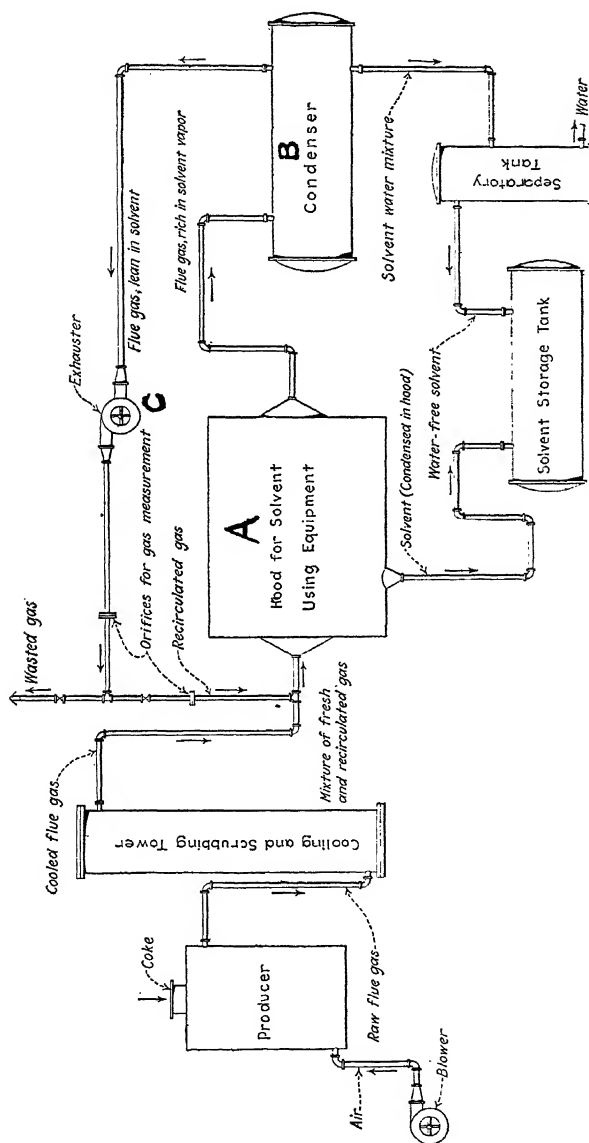 Wasted gas
Cooled flue gas
Coke
Producer
Raw flue gas
Air
Blower
Cooling and Scrubbing Tower
Mixture of fresh
and recirculated gas
Orifices for gas measurement
Recirculated gas
Exhauster
C
Flue gas, lean in solvent
A
Hood for Solvent
Using Equipment
Solvent (Condensed in hood)
Flue gas, rich in solvent vapor
B
Condenser
Solvent water mixture
Separatory
Tank
Water
Water-free solvent
Solvent Storage Tank